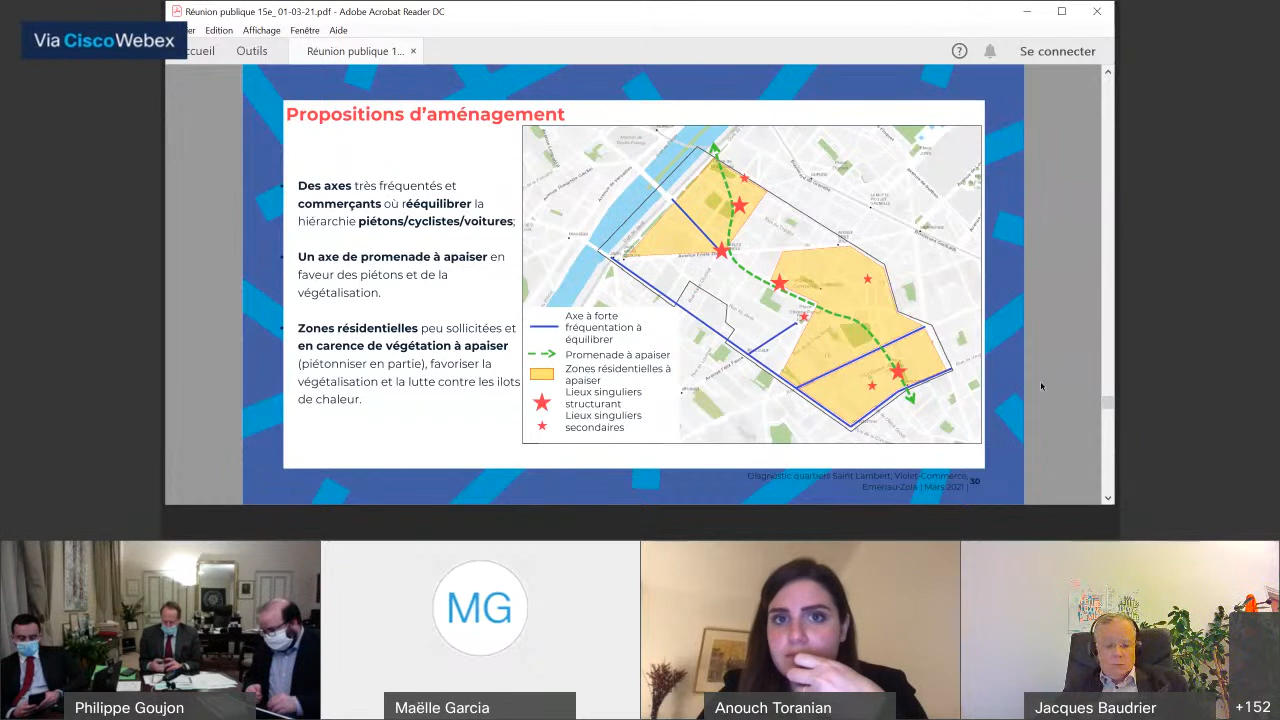 Réunion publique 15e_ 01-03-21.pdf - Adobe Acrobat Reader DC
Edition Affichage Fenêtre Aide
Via Cisco Webex
Outils
Réunion publique 1... ×
Se connecter
Propositions d'aménagement
Des axes très fréquentés et
commerçants où rééquilibrer la
hiérarchie piétons/cyclistes/voitures;
Un axe de promenade à apaiser en
faveur des piétons et de la
végétalisation.
Zones résidentielles peu sollicitées et
en carence de végétation à apaiser
(piétonniser en partie), favoriser la
végétalisation et la lutte contre les ilots
de chaleur.
Axe à forte
fréquentation à
équilibrer
Promenade à apaiser
Zones résidentielles à
apaiser
Lieux singuliers
structurant
Lieux singuliers
secondaires
Diagnostic quartiers Saint Lambert, Violet-Commerce,
Emeriau-Zola | Mars 2021 | 30
MG
Philippe Goujon
Maëlle Garcia
Anouch Toranian
Jacques Baudrier
+152